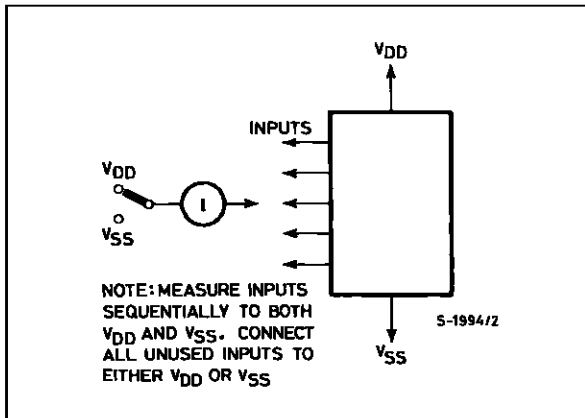 VDD
INPUTS
VDD
I
VSS
NOTE: MEASURE INPUTS
SEQUENTIALLY TO BOTH
VDD AND VSS. CONNECT
ALL UNUSED INPUTS TO
EITHER VDD OR VSS
S-1994/2
VSS